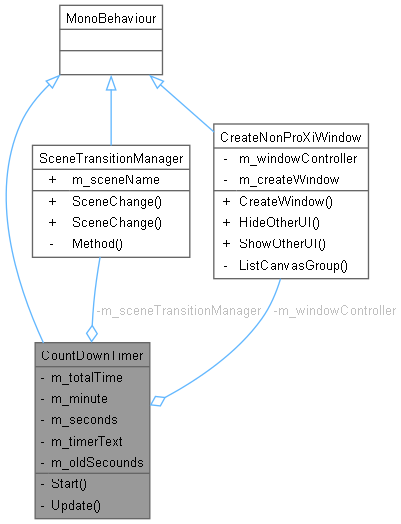 MonoBehaviour
SceneTransitionManager
+ m_sceneName
+ SceneChange()
+ SceneChange()
- Method()
CreateNonProXiWindow
- m_windowController
- m_createWindow
+ CreateWindow()
+ HideOtherUI()
+ ShowOtherUI()
- ListCanvasGroup()
-m_sceneTransitionManager
-m_windowController
CountDownTimer
- m_totalTime
- m_minute
- m_seconds
- m_timerText
- m_oldSecounds
- Start()
- Update()